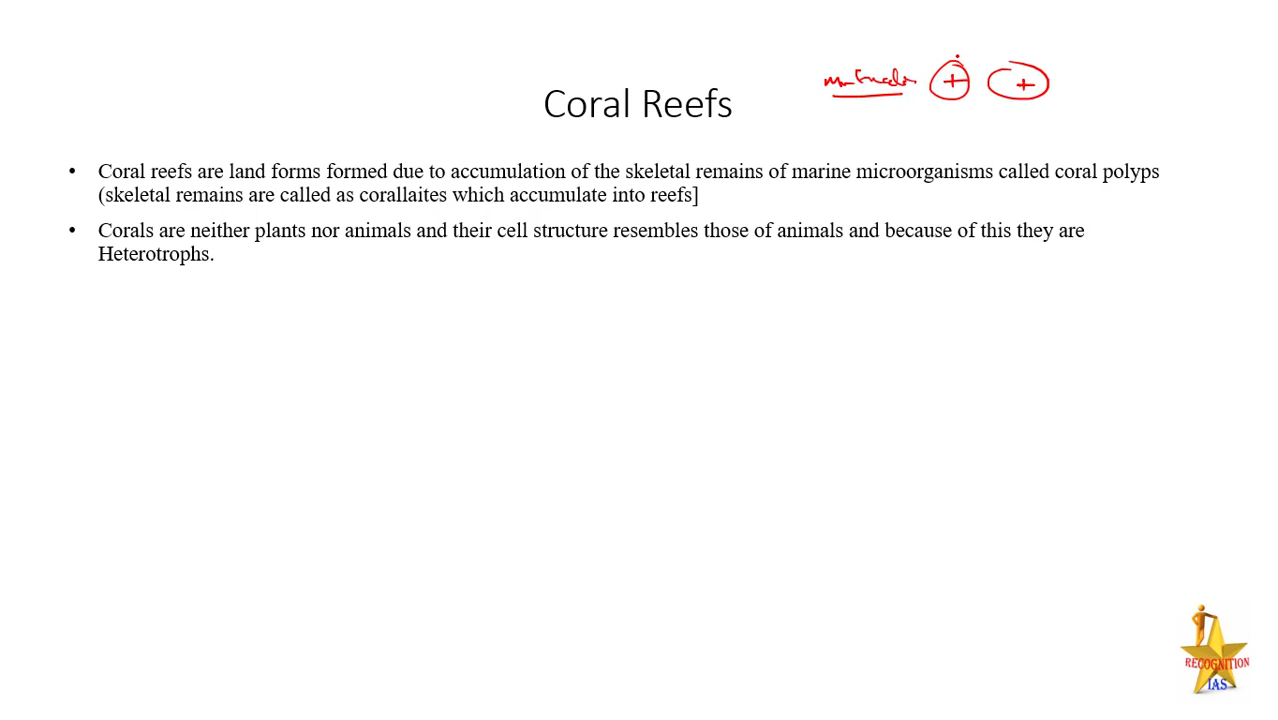 Coral Reefs
+ +
• Coral reefs are land forms formed due to accumulation of the skeletal remains of marine microorganisms called coral polyps
(skeletal remains are called as corallaites which accumulate into reefs]
• Corals are neither plants nor animals and their cell structure resembles those of animals and because of this they are
Heterotrophs.
RECOGNITION
IAS